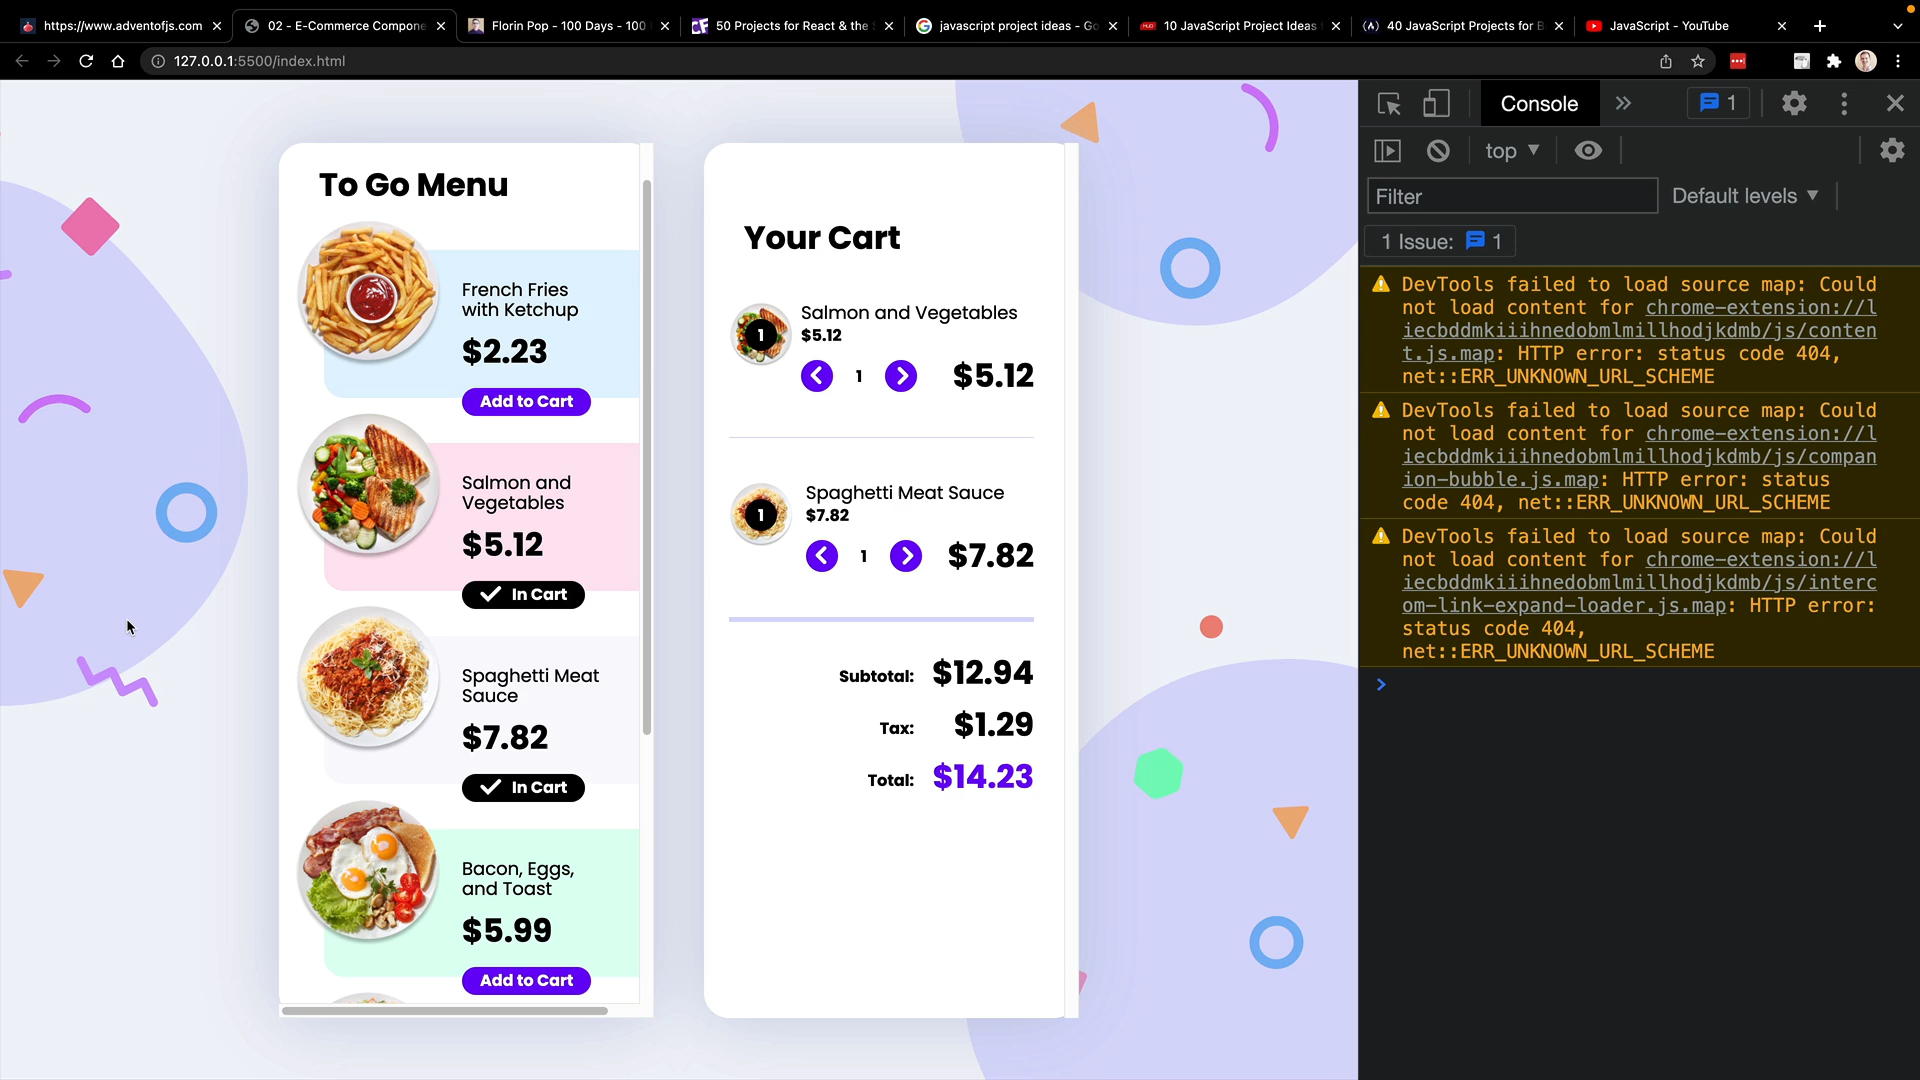 https://www.adventofjs.com
02 - E-Commerce Compone
Florin Pop - 100 Days - 100
50 Projects for React & the
javascript project ideas - Go
10 JavaScript Project Ideas
40 JavaScript Projects for B
JavaScript - YouTube
127.0.0.1:5500/index.html
To Go Menu
French Fries
with Ketchup
$2.23
Add to Cart
Salmon and
Vegetables
$5.12
In Cart
Spaghetti Meat
Sauce
$7.82
In Cart
Bacon, Eggs,
and Toast
$5.99
Add to Cart
Your Cart
1
Salmon and Vegetables
$5.12
1
$5.12
1
Spaghetti Meat Sauce
$7.82
1
$7.82
Subtotal: $12.94
Tax: $1.29
Total: $14.23
Console
1
top
Filter
Default levels
1 Issue: 1
DevTools failed to load source map: Could
not load content for chrome-extension://l
iecbddmkiiihnedobmlmillhodjkdmb/js/conten
t.js.map: HTTP error: status code 404,
net::ERR_UNKNOWN_URL_SCHEME
DevTools failed to load source map: Could
not load content for chrome-extension://l
iecbddmkiiihnedobmlmillhodjkdmb/js/compan
ion-bubble.js.map: HTTP error: status
code 404, net::ERR_UNKNOWN_URL_SCHEME
DevTools failed to load source map: Could
not load content for chrome-extension://l
iecbddmkiiihnedobmlmillhodjkdmb/js/interc
om-link-expand-loader.js.map: HTTP error:
status code 404,
net::ERR_UNKNOWN_URL_SCHEME